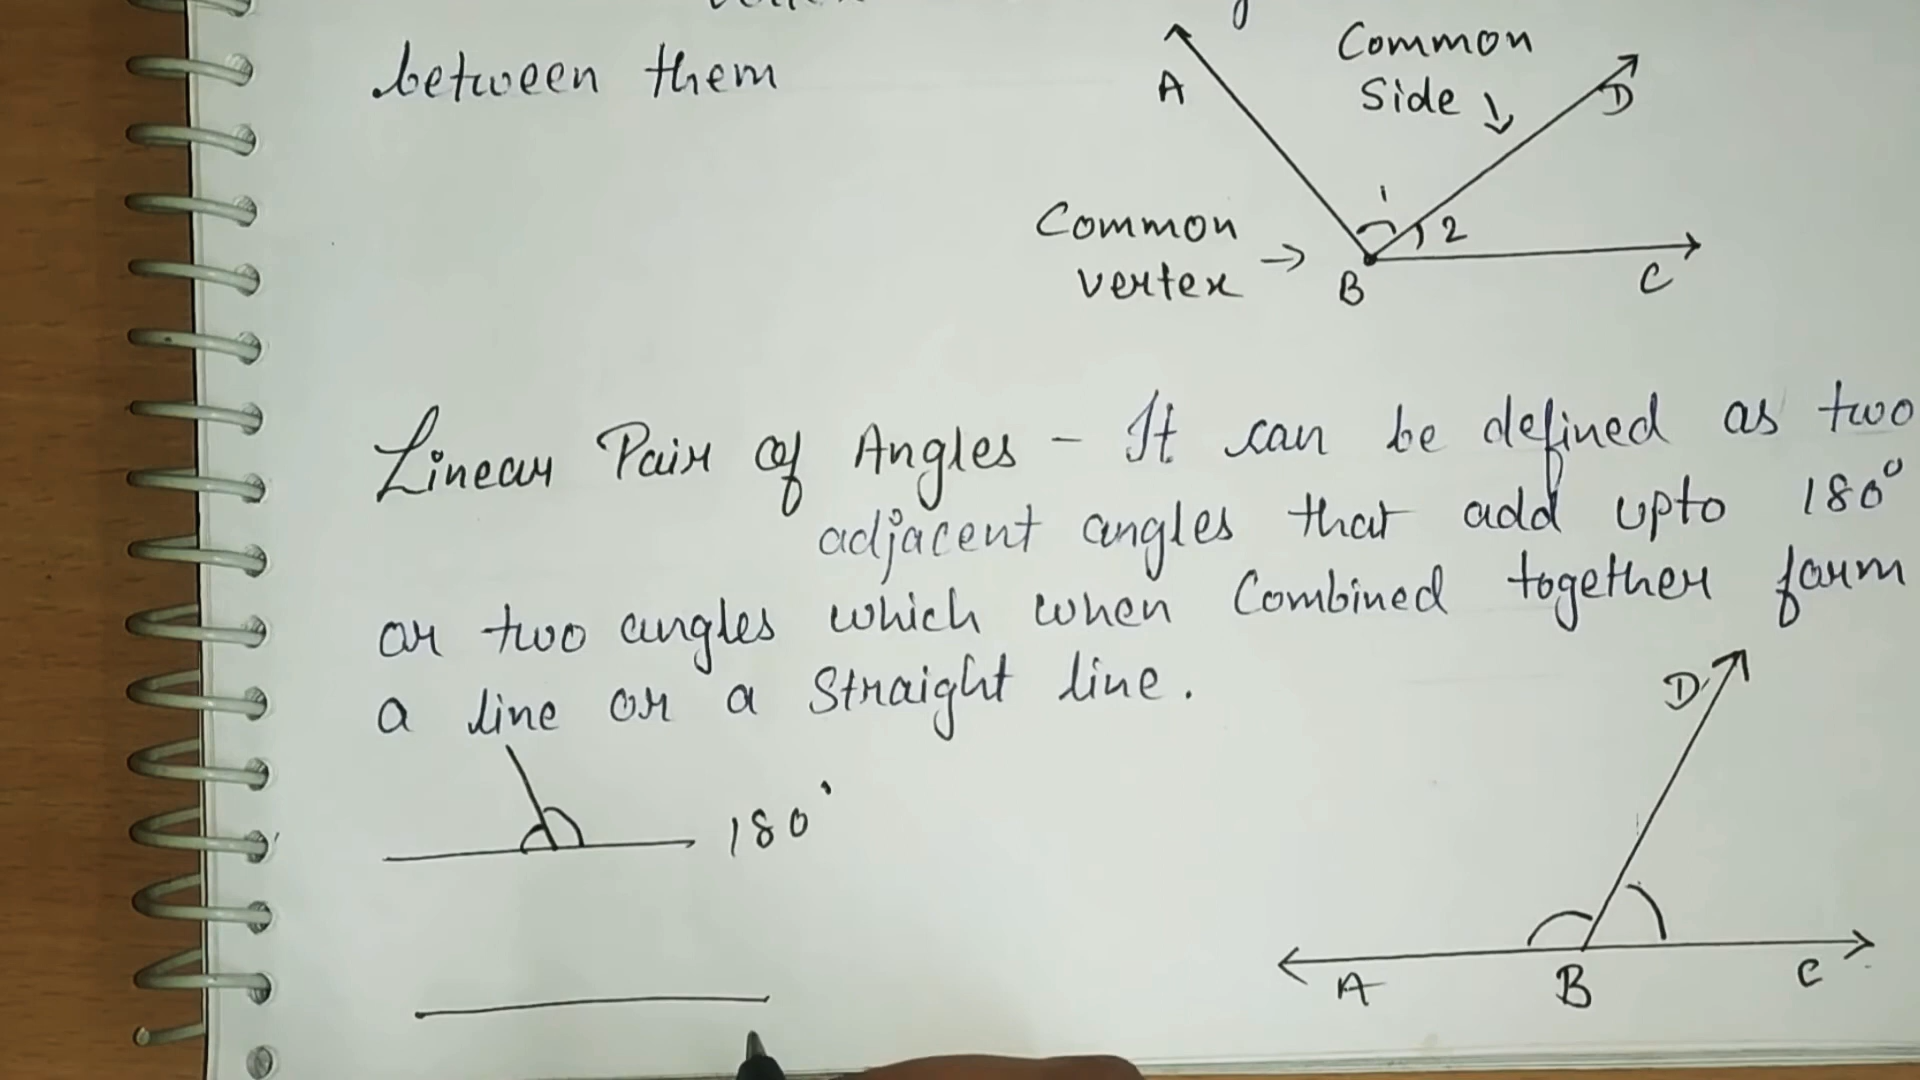 between them
A
Common
Side
D
1
2
Common
vertex
B
C
Linear Pair of Angles - It can be defined as two
adjacent angles that add upto 180°
or two angles which when Combined together form
a line or a Straight line.
180°
D
A
B
C